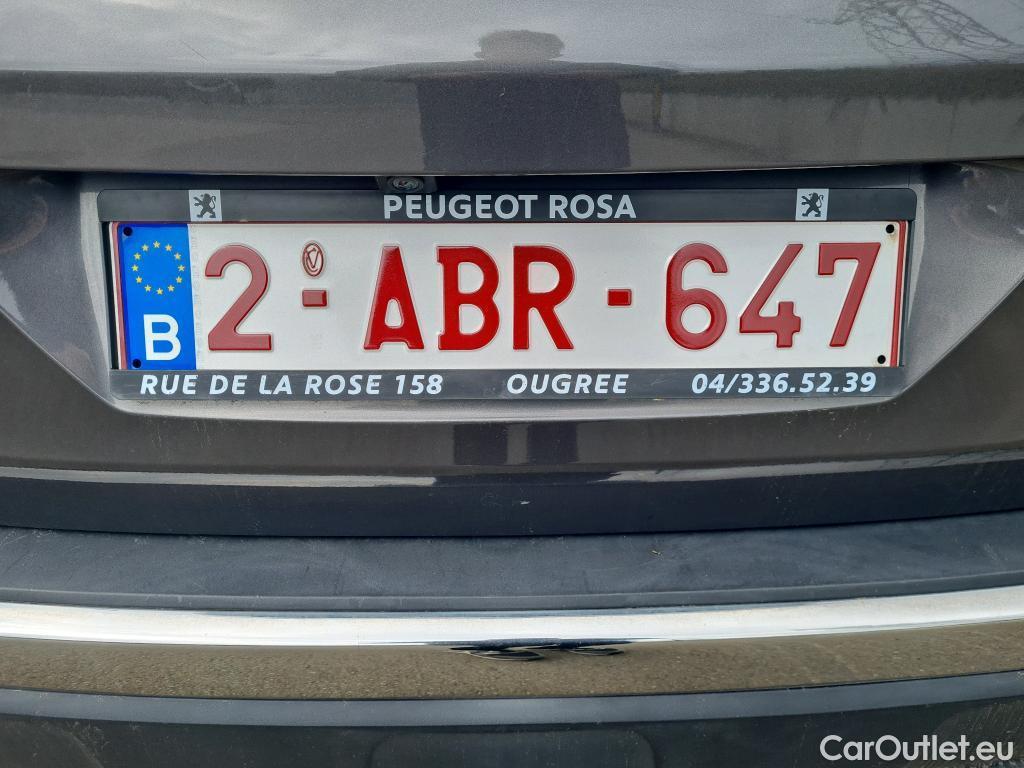 PEUGEOT ROSA
B 2-ABR-647
RUE DE LA ROSE 158 OUGREE 04/336.52.39
CarOutlet.eu